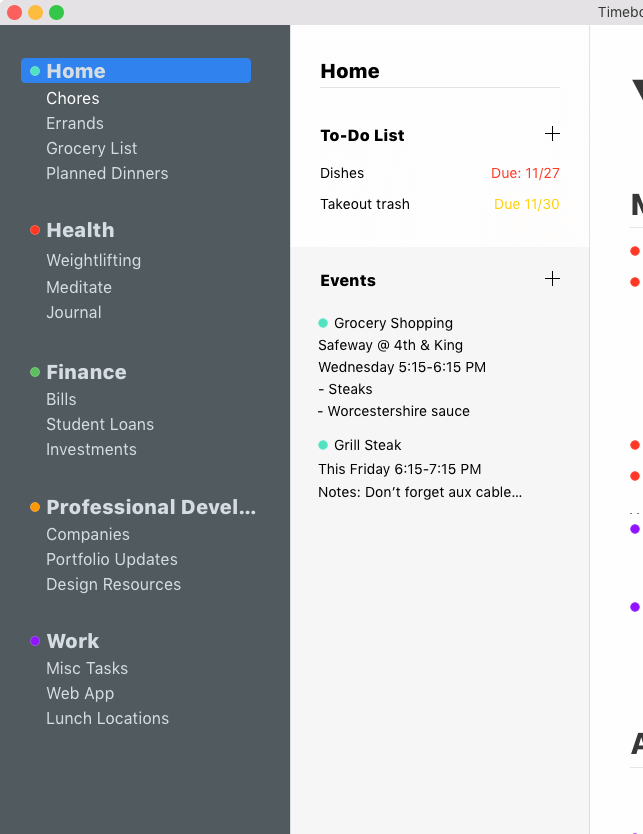 Timebo
Home
Chores
Errands
Grocery List
Planned Dinners
Health
Weightlifting
Meditate
Journal
Finance
Bills
Student Loans
Investments
Professional Devel...
Companies
Portfolio Updates
Design Resources
Work
Misc Tasks
Web App
Lunch Locations
Home
To-Do List
Dishes Due: 11/27
Takeout trash Due 11/30
Events
Grocery Shopping
Safeway @ 4th & King
Wednesday 5:15-6:15 PM
- Steaks
- Worcestershire sauce
Grill Steak
This Friday 6:15-7:15 PM
Notes: Don’t forget aux cable...